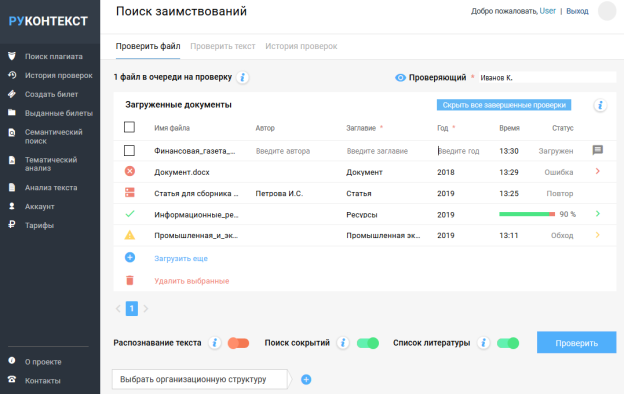 РУКОНТЕКСТ
Поиск плагиата
История проверок
Создать билет
Выданные билеты
Семантический
поиск
Тематический
анализ
Анализ текста
Аккаунт
Тарифы
О проекте
Контакты
Поиск заимствований
Добро пожаловать, User | Выход
Проверить файл Проверить текст История проверок
1 файл в очереди на проверку i
Проверяющий * Иванов К.
Загруженные документы Скрыть все завершенные проверки i
Имя файла Автор Заглавие * Год * Время Статус
Финансовая_газета_... Введите автора Введите заглавие Введите год 13:30 Загружен
Документ.docx Документ 2018 13:29 Ошибка
Статья для сборника ... Петрова И.С. Статья 2019 13:25 Повтор
Информационные_ре... Ресурсы 2019 90 %
Промышленная_и_эк... Промышленная эк... 2019 13:11 Обход
Загрузить еще
Удалить выбранные
1
Распознавание текста i Поиск сокрытий i Список литературы i Проверить
Выбрать организационную структуру